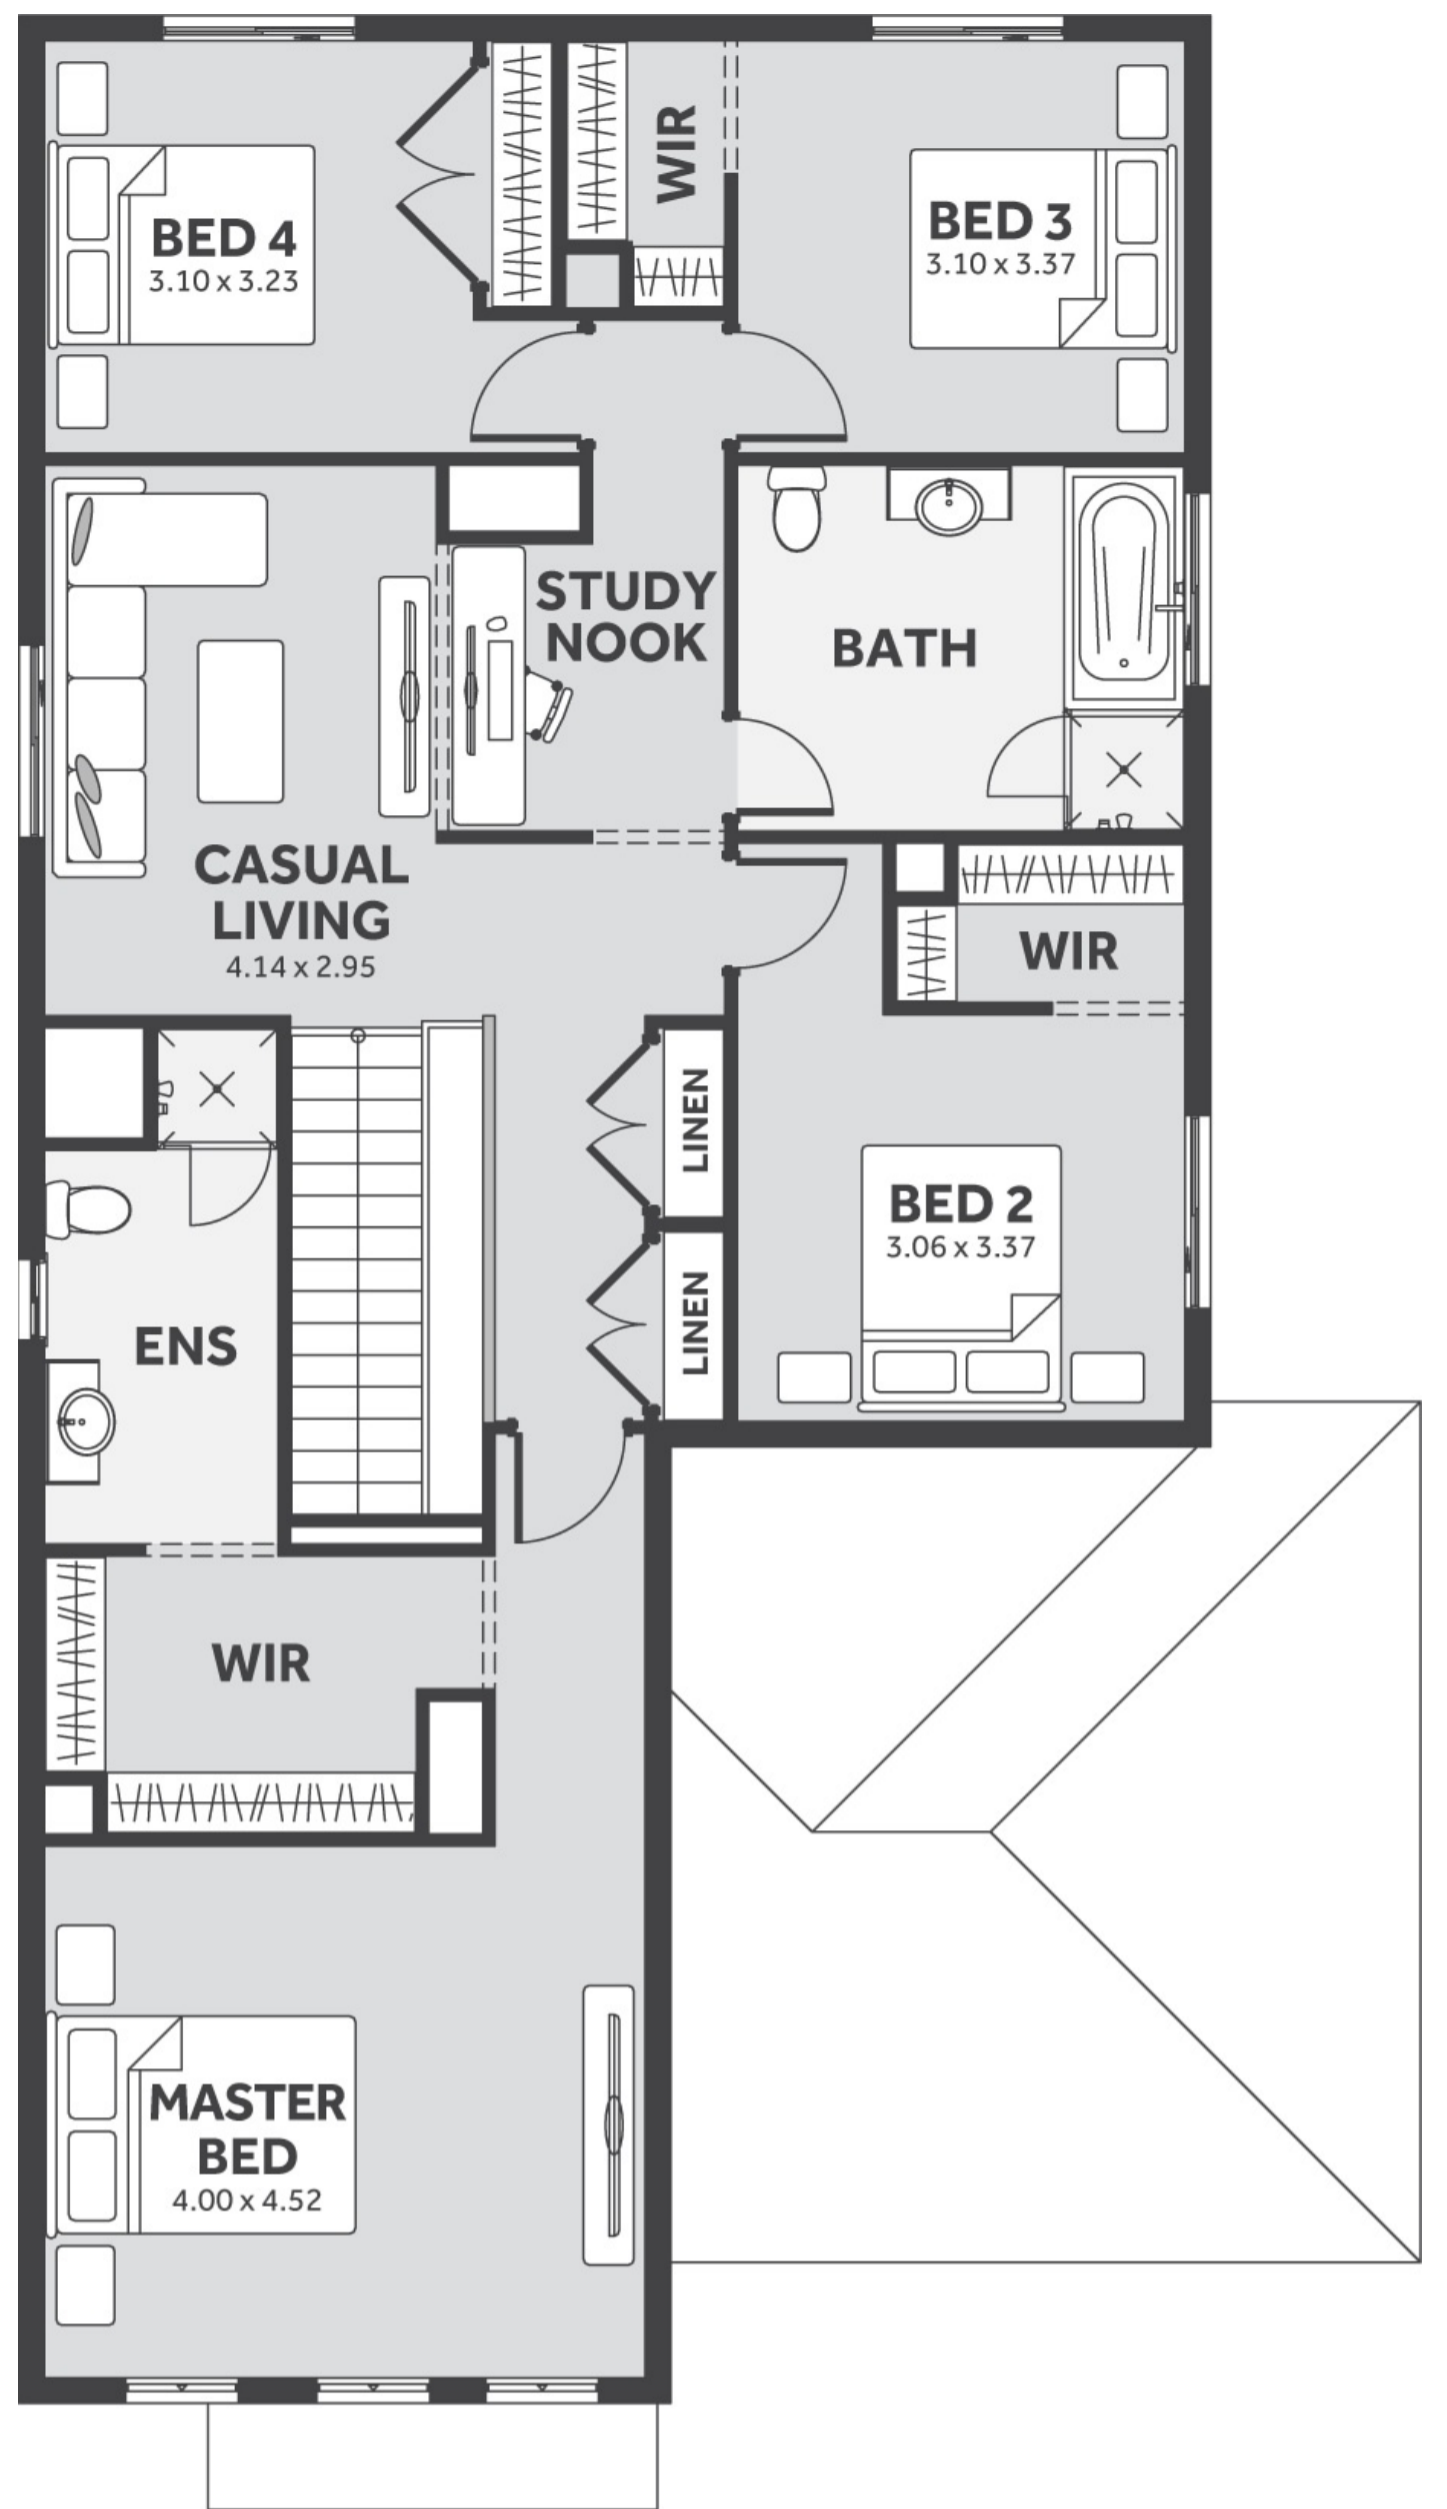 WIR
BED 4
3.10 x 3.23
BED 3
3.10 x 3.37
STUDY
NOOK
BATH
CASUAL
LIVING
4.14 x 2.95
WIR
LINEN
BED 2
3.06 x 3.37
LINEN
ENS
WIR
MASTER
BED
4.00 x 4.52